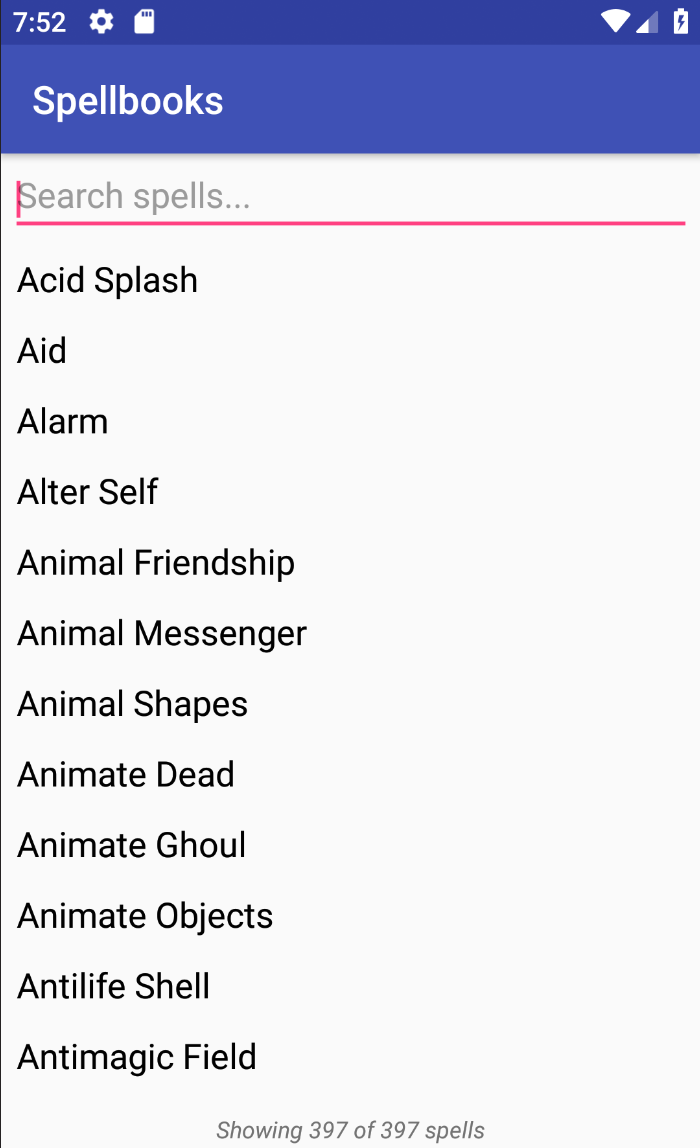 7:52
Spellbooks
Search spells...
Acid Splash
Aid
Alarm
Alter Self
Animal Friendship
Animal Messenger
Animal Shapes
Animate Dead
Animate Ghoul
Animate Objects
Antilife Shell
Antimagic Field
Showing 397 of 397 spells